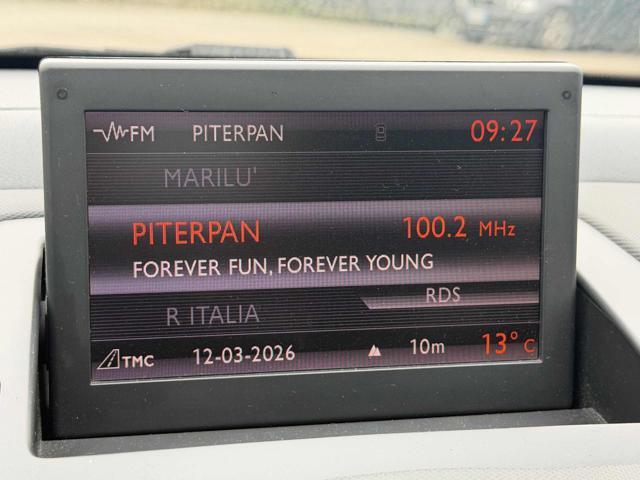 FM PITERPAN 09:27
MARILU'
PITERPAN 100.2 MHz
FOREVER FUN, FOREVER YOUNG
RDS
R ITALIA
TMC 12-03-2026 10m 13° C